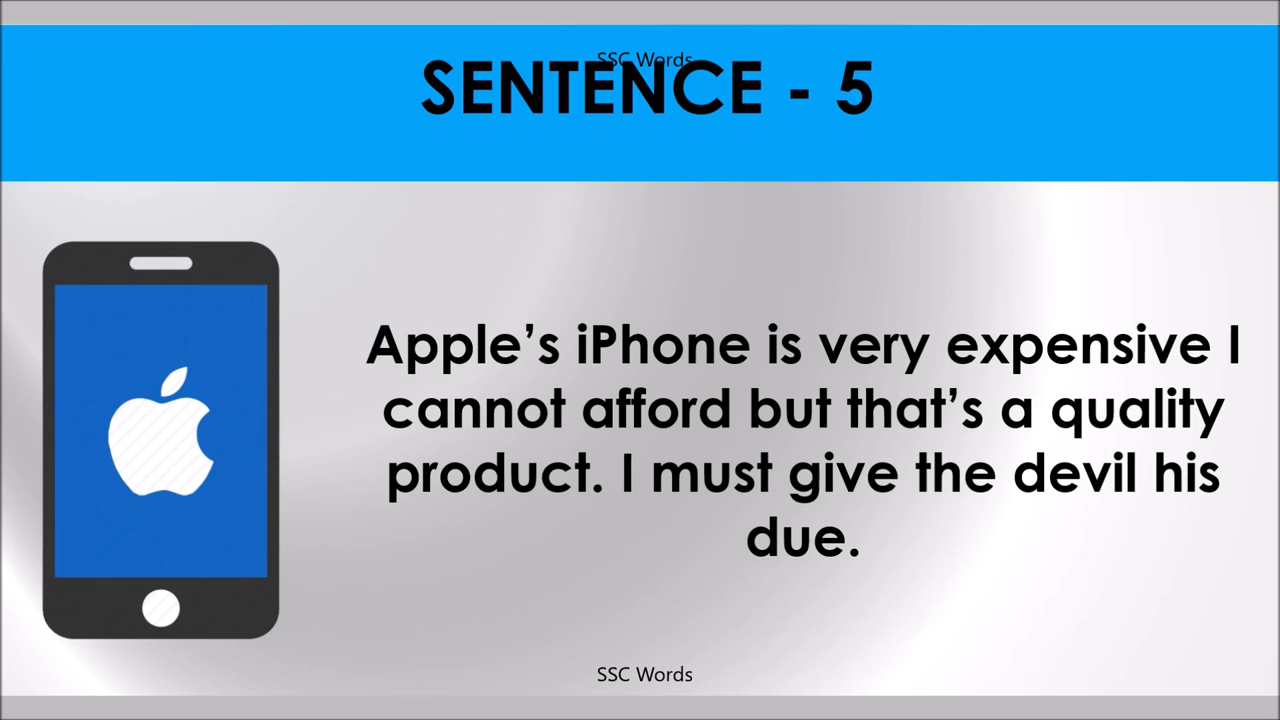 SSC Words
SENTENCE - 5
Apple’s iPhone is very expensive I
cannot afford but that’s a quality
product. I must give the devil his
due.
SSC Words